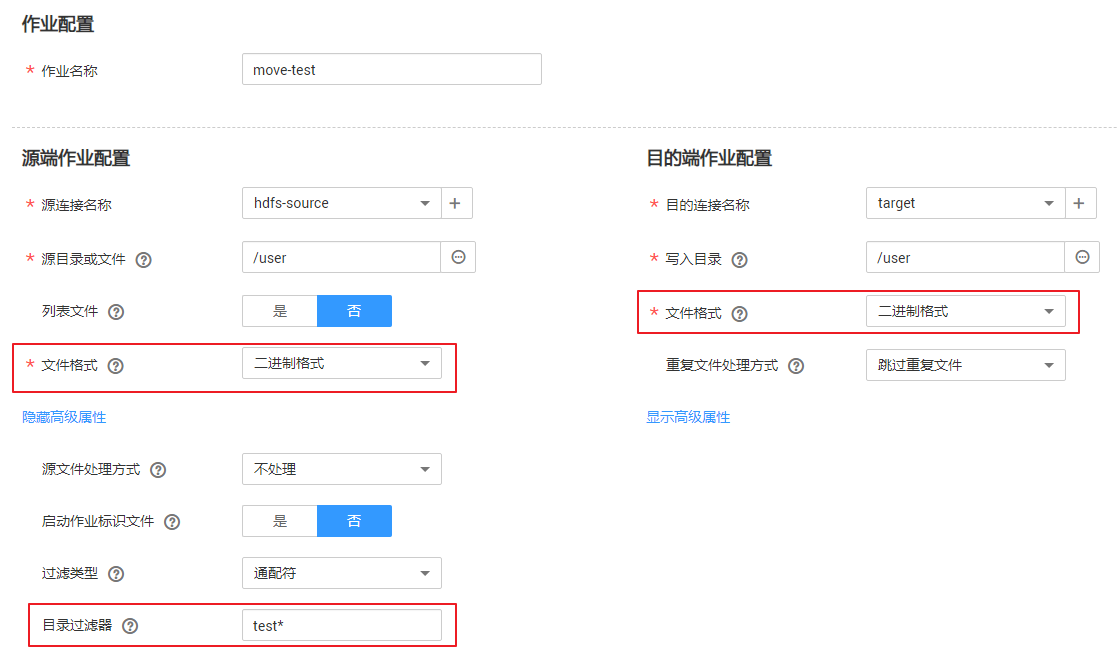 作业配置
* 作业名称 move-test
源端作业配置
* 源连接名称 hdfs-source +
* 源目录或文件 ? /user
列表文件 ? 是 否
* 文件格式 ? 二进制格式
隐藏高级属性
源文件处理方式 ? 不处理
启动作业标识文件 ? 是 否
过滤类型 ? 通配符
目录过滤器 ? test*
目的端作业配置
* 目的连接名称 target +
* 写入目录 ? /user
* 文件格式 ? 二进制格式
重复文件处理方式 ? 跳过重复文件
显示高级属性